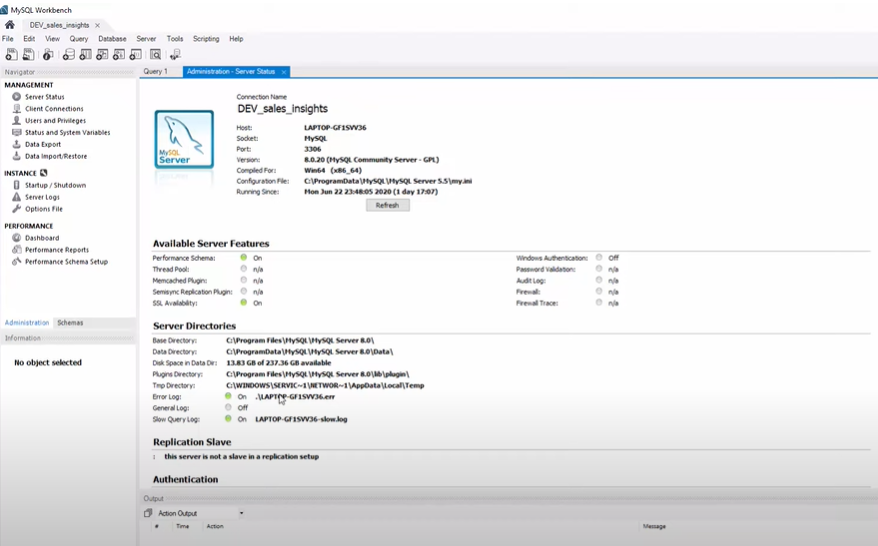 MySQL Workbench
DEV_sales_insights ×
File Edit View Query Database Server Tools Scripting Help
Navigator
MANAGEMENT
Server Status
Client Connections
Users and Privileges
Status and System Variables
Data Export
Data Import/Restore
INSTANCE
Startup / Shutdown
Server Logs
Options File
PERFORMANCE
Dashboard
Performance Reports
Performance Schema Setup
Administration Schemas
Information
No object selected
Query 1 Administration - Server Status ×
MySQL
Server
Connection Name
DEV_sales_insights
Host: LAPTOP-GF1SVV36
Socket: MySQL
Port: 3306
Version: 8.0.20 (MySQL Community Server - GPL)
Compiled For: Win64 (x86_64)
Configuration File: C:\ProgramData\MySQL\MySQL Server 5.5\my.ini
Running Since: Mon Jun 22 23:48:05 2020 (1 day 17:07)
Refresh
Available Server Features
Performance Schema: On Windows Authentication: Off
Thread Pool: n/a Password Validation: n/a
Memcached Plugin: n/a Audit Log: n/a
Semisync Replication Plugin: n/a Firewall: n/a
SSL Availability: On Firewall Trace: n/a
Server Directories
Base Directory: C:\Program Files\MySQL\MySQL Server 8.0\
Data Directory: C:\ProgramData\MySQL\MySQL Server 8.0\Data\
Disk Space in Data Dir: 13.83 GB of 237.36 GB available
Plugins Directory: C:\Program Files\MySQL\MySQL Server 8.0\lib\plugin\
Tmp Directory: C:\WINDOWS\SERVIC~1\NETWOR~1\AppData\Local\Temp
Error Log: On .\LAPTOP-GF1SVV36.err
General Log: Off
Slow Query Log: On LAPTOP-GF1SVV36-slow.log
Replication Slave
: this server is not a slave in a replication setup
Authentication
Output
Action Output
# Time Action Message